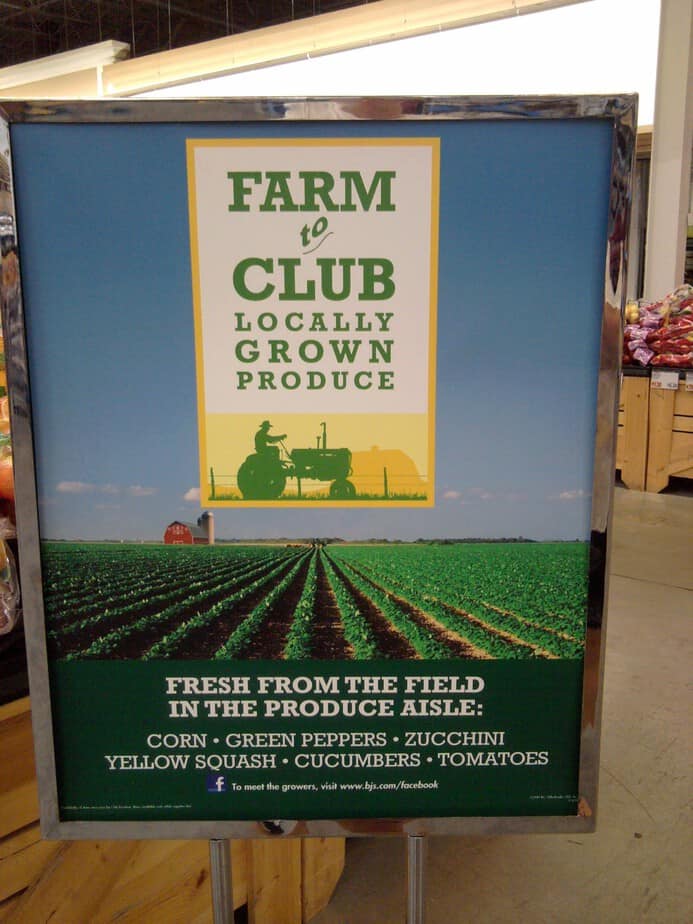 FARM
to
CLUB
LOCALLY
GROWN
PRODUCE
FRESH FROM THE FIELD
IN THE PRODUCE AISLE:
CORN • GREEN PEPPERS • ZUCCHINI
YELLOW SQUASH • CUCUMBERS • TOMATOES
f To meet the growers, visit www.bjs.com/facebook